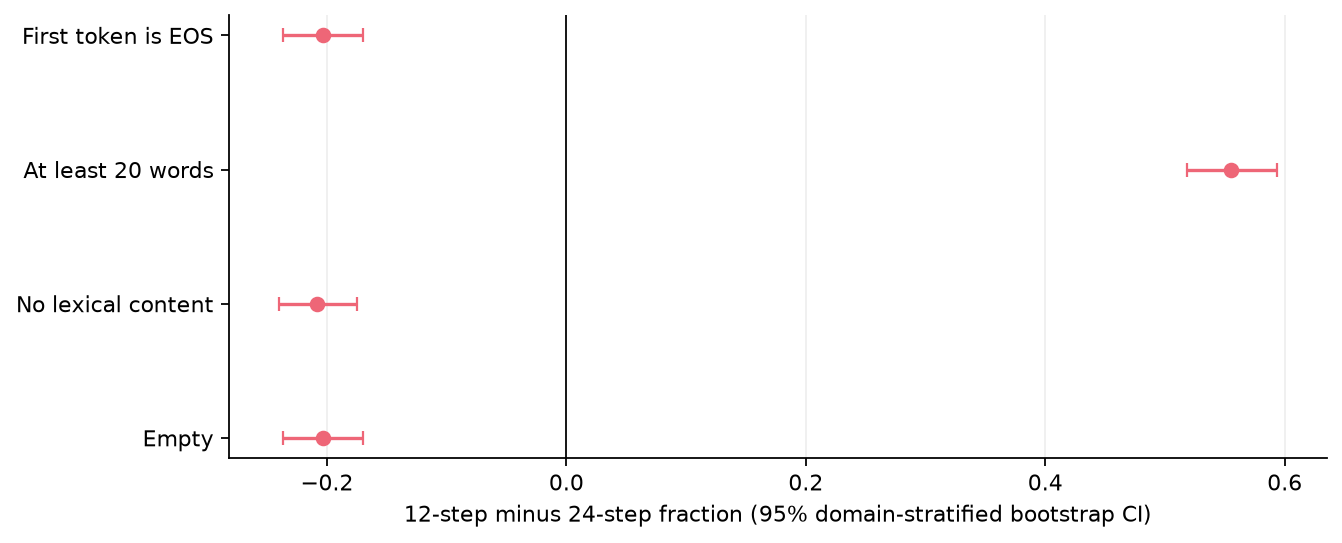 First token is EOS
At least 20 words
No lexical content
Empty
−0.2 0.0 0.2 0.4 0.6
12-step minus 24-step fraction (95% domain-stratified bootstrap CI)